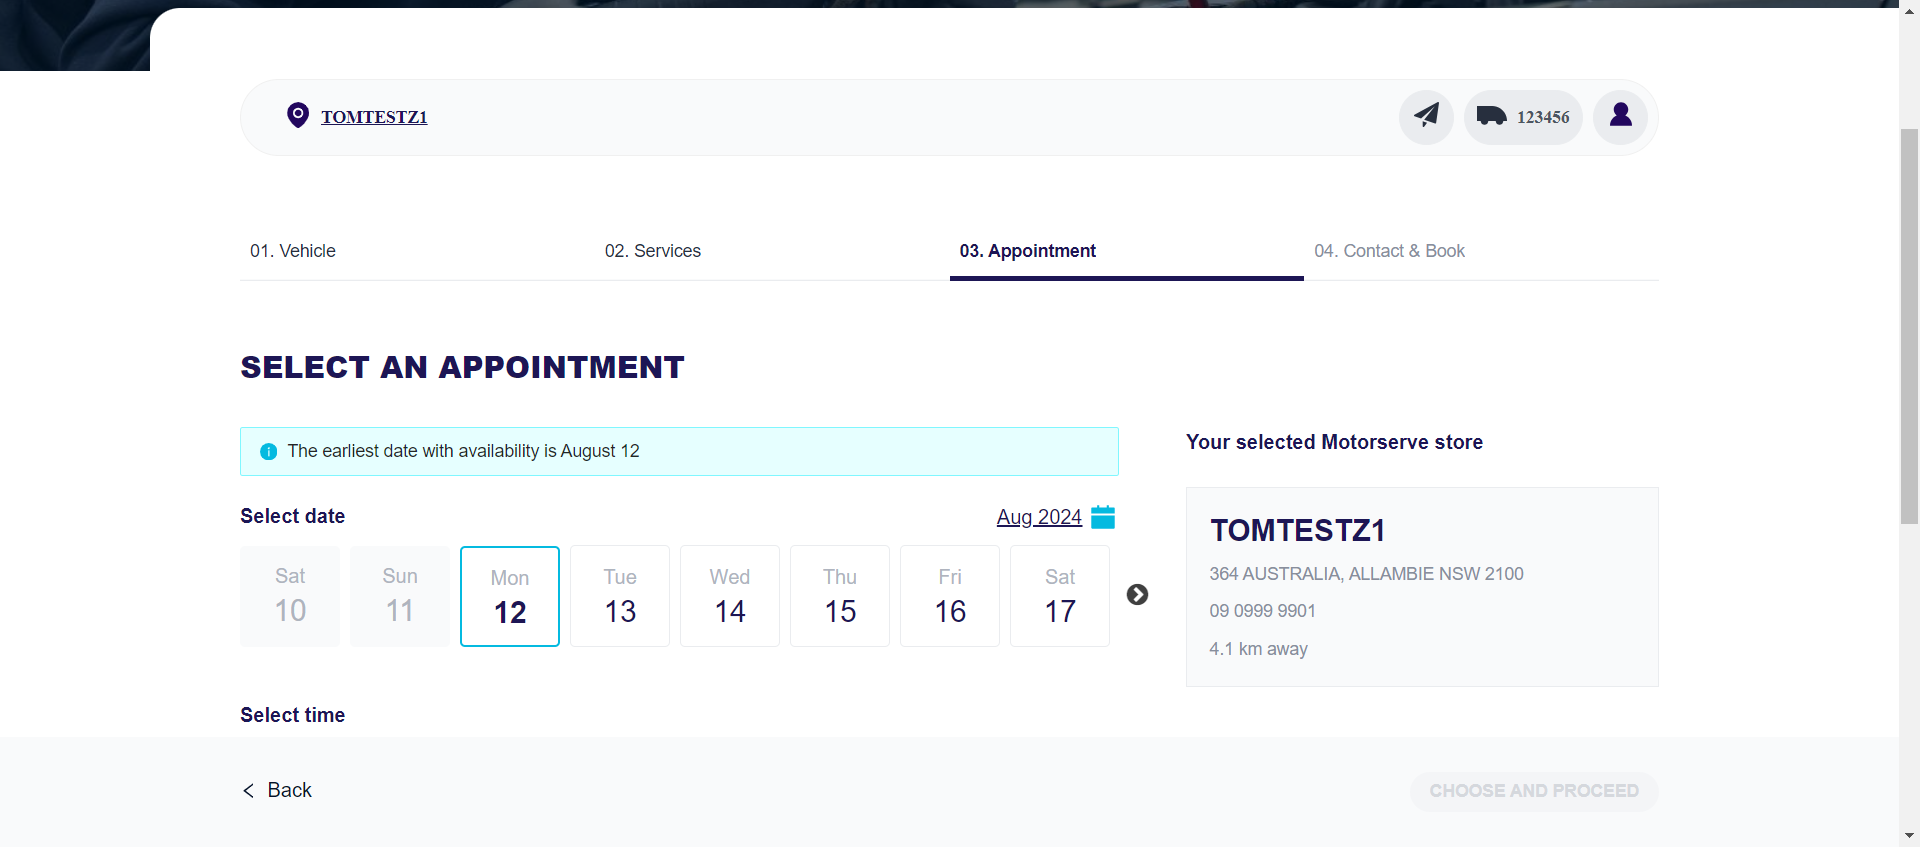 TOMTESTZ1
123456
01. Vehicle
02. Services
03. Appointment
04. Contact & Book
SELECT AN APPOINTMENT
The earliest date with availability is August 12
Select date
Aug 2024
Sat
10
Sun
11
Mon
12
Tue
13
Wed
14
Thu
15
Fri
16
Sat
17
Select time
Your selected Motorserve store
TOMTESTZ1
364 AUSTRALIA, ALLAMBIE NSW 2100
09 0999 9901
4.1 km away
Back
CHOOSE AND PROCEED